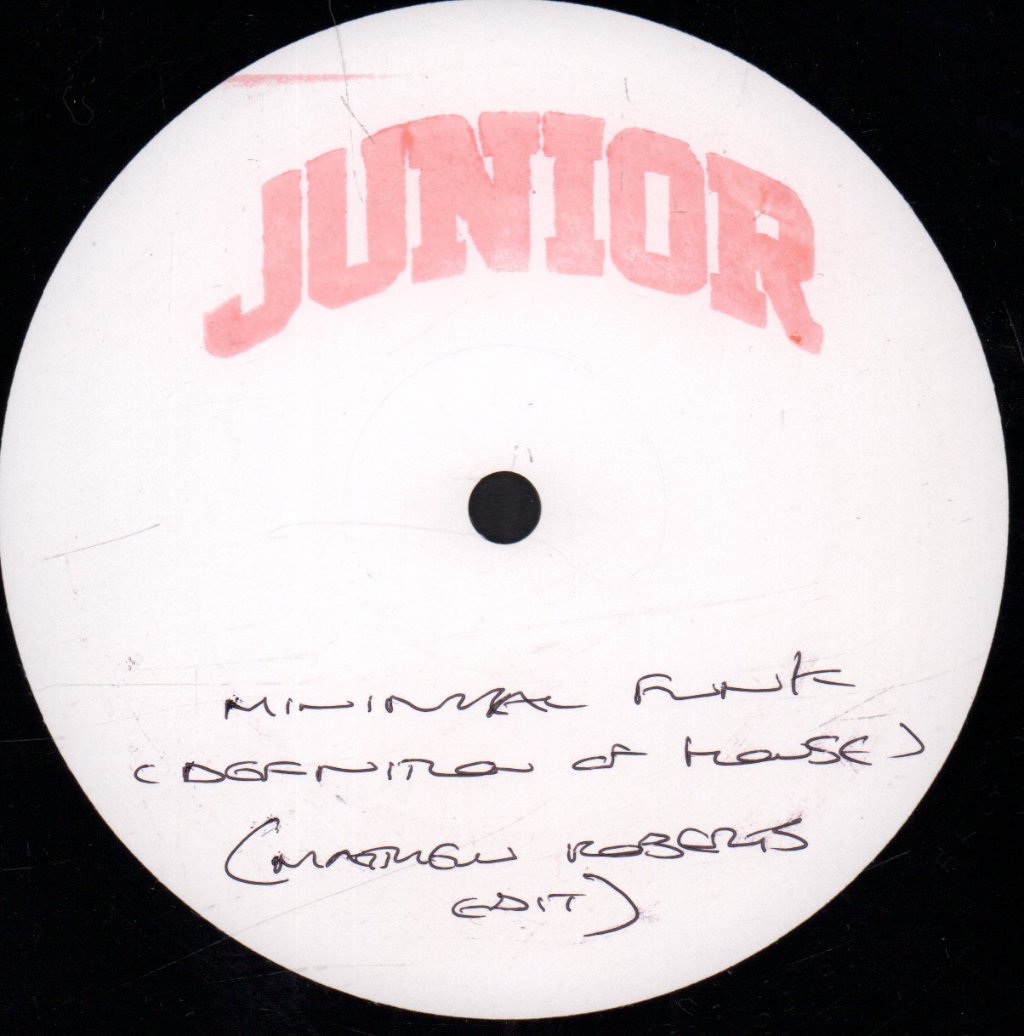 JUNIOR
MINIMAL FUNK
(DEFINITION OF HOUSE)
(MATTHEW ROBERTS
EDIT)